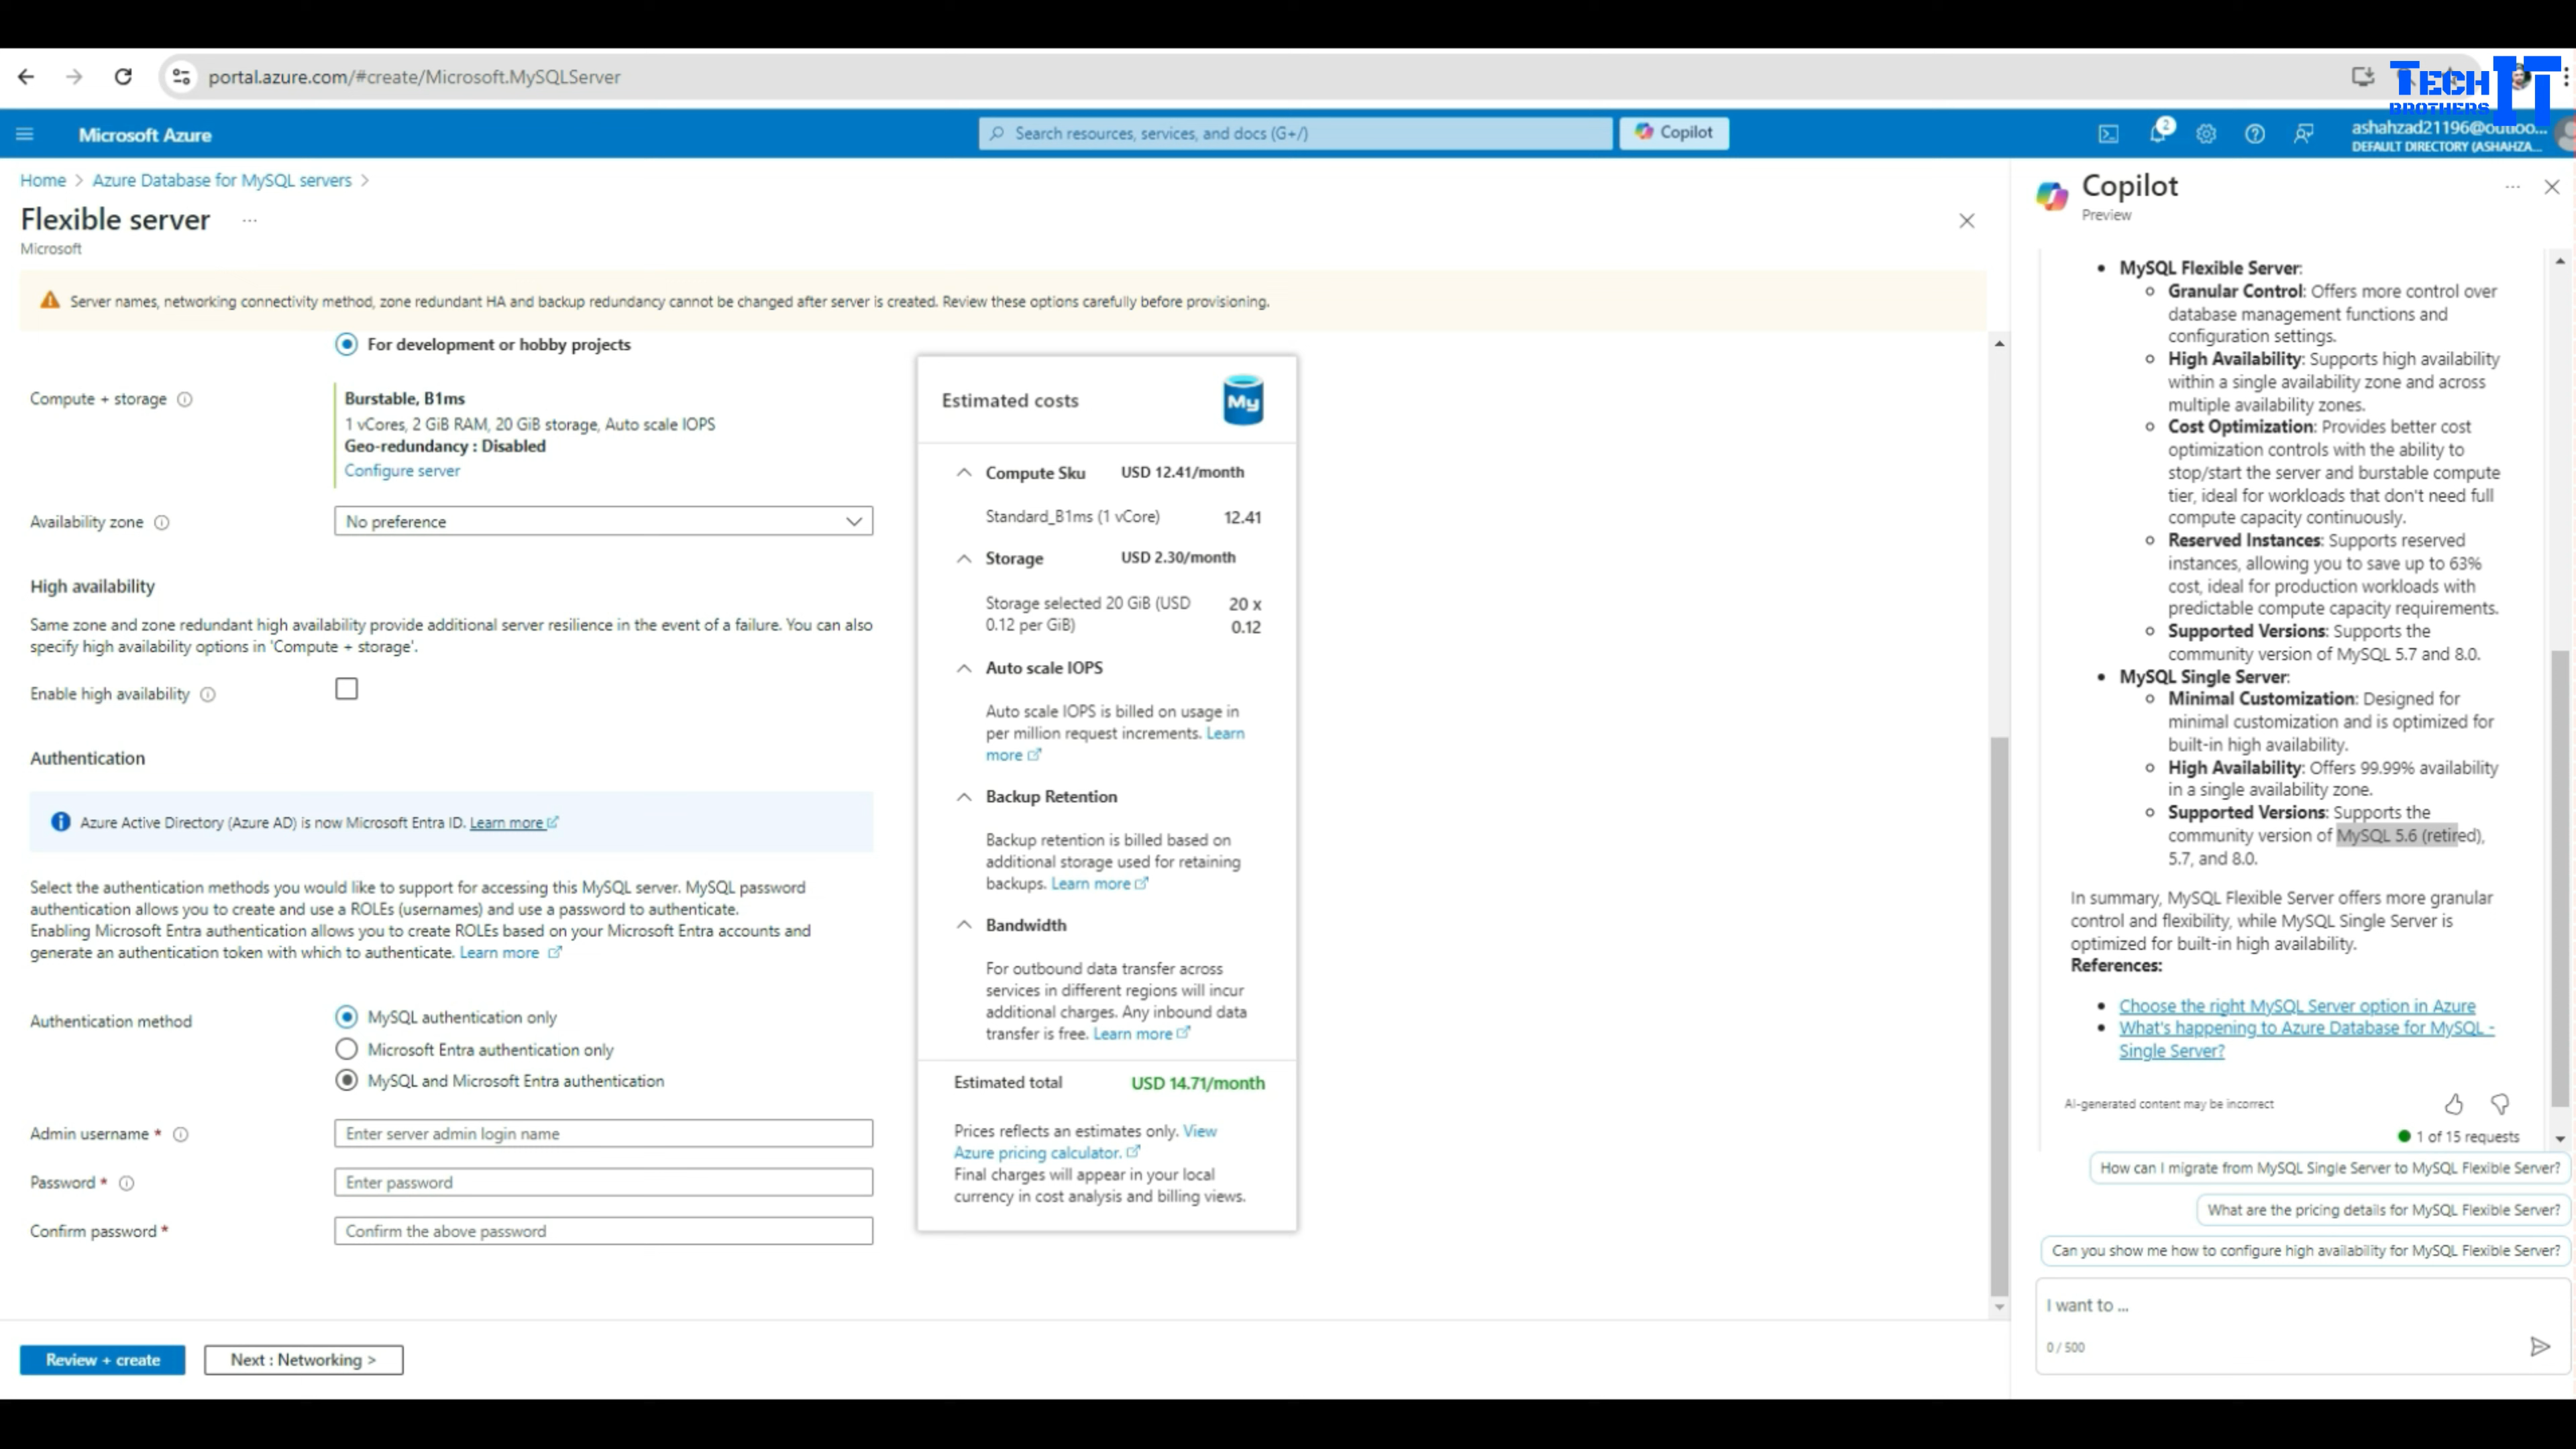 portal.azure.com/#create/Microsoft.MySQLServer
TECH
BROTHERS
IT
Microsoft Azure
Search resources, services, and docs (G+/)
Copilot
2
ashahzad21196@outloo...
DEFAULT DIRECTORY (ASHAHZA...
Home > Azure Database for MySQL servers >
Flexible server ...
Microsoft
Server names, networking connectivity method, zone redundant HA and backup redundancy cannot be changed after server is created. Review these options carefully before provisioning.
For development or hobby projects
Compute + storage
Burstable, B1ms
1 vCores, 2 GiB RAM, 20 GiB storage, Auto scale IOPS
Geo-redundancy : Disabled
Configure server
Availability zone
No preference
High availability
Same zone and zone redundant high availability provide additional server resilience in the event of a failure. You can also
specify high availability options in 'Compute + storage'.
Enable high availability
Authentication
Azure Active Directory (Azure AD) is now Microsoft Entra ID. Learn more
Select the authentication methods you would like to support for accessing this MySQL server. MySQL password
authentication allows you to create and use a ROLEs (usernames) and use a password to authenticate.
Enabling Microsoft Entra authentication allows you to create ROLEs based on your Microsoft Entra accounts and
generate an authentication token with which to authenticate. Learn more
Authentication method
MySQL authentication only
Microsoft Entra authentication only
MySQL and Microsoft Entra authentication
Admin username *
Enter server admin login name
Password *
Enter password
Confirm password *
Confirm the above password
Review + create
Next : Networking >
Estimated costs
My
Compute Sku USD 12.41/month
Standard_B1ms (1 vCore) 12.41
Storage USD 2.30/month
Storage selected 20 GiB (USD 20 x
0.12 per GiB) 0.12
Auto scale IOPS
Auto scale IOPS is billed on usage in
per million request increments. Learn
more
Backup Retention
Backup retention is billed based on
additional storage used for retaining
backups. Learn more
Bandwidth
For outbound data transfer across
services in different regions will incur
additional charges. Any inbound data
transfer is free. Learn more
Estimated total USD 14.71/month
Prices reflects an estimates only. View
Azure pricing calculator.
Final charges will appear in your local
currency in cost analysis and billing views.
Copilot
Preview
MySQL Flexible Server:
Granular Control: Offers more control over
database management functions and
configuration settings.
High Availability: Supports high availability
within a single availability zone and across
multiple availability zones.
Cost Optimization: Provides better cost
optimization controls with the ability to
stop/start the server and burstable compute
tier, ideal for workloads that don't need full
compute capacity continuously.
Reserved Instances: Supports reserved
instances, allowing you to save up to 63%
cost, ideal for production workloads with
predictable compute capacity requirements.
Supported Versions: Supports the
community version of MySQL 5.7 and 8.0.
MySQL Single Server:
Minimal Customization: Designed for
minimal customization and is optimized for
built-in high availability.
High Availability: Offers 99.99% availability
in a single availability zone.
Supported Versions: Supports the
community version of MySQL 5.6 (retired),
5.7, and 8.0.
In summary, MySQL Flexible Server offers more granular
control and flexibility, while MySQL Single Server is
optimized for built-in high availability.
References:
Choose the right MySQL Server option in Azure
What's happening to Azure Database for MySQL -
Single Server?
AI-generated content may be incorrect
1 of 15 requests
How can I migrate from MySQL Single Server to MySQL Flexible Server?
What are the pricing details for MySQL Flexible Server?
Can you show me how to configure high availability for MySQL Flexible Server?
I want to ...
0 / 500